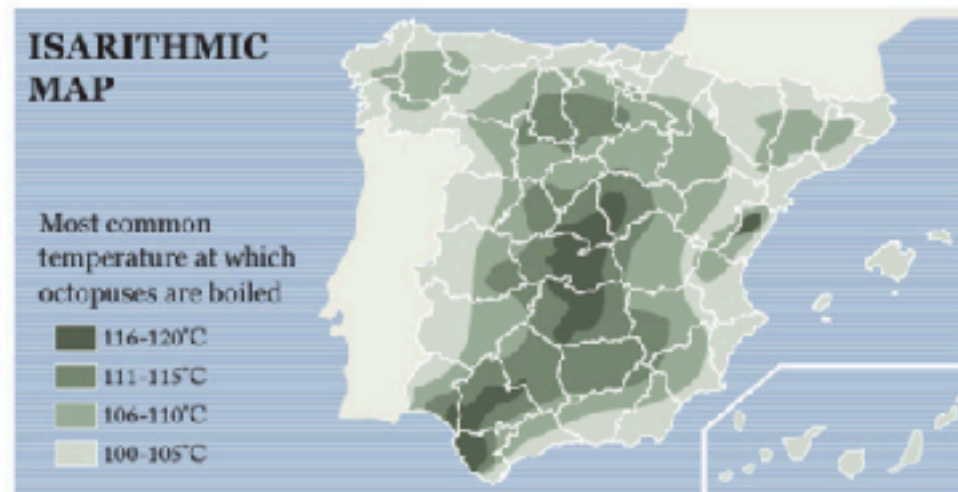 ISARITHMIC
MAP
Most common
temperature at which
octopuses are boiled
116-120°C
111-115°C
106-110°C
100-105°C